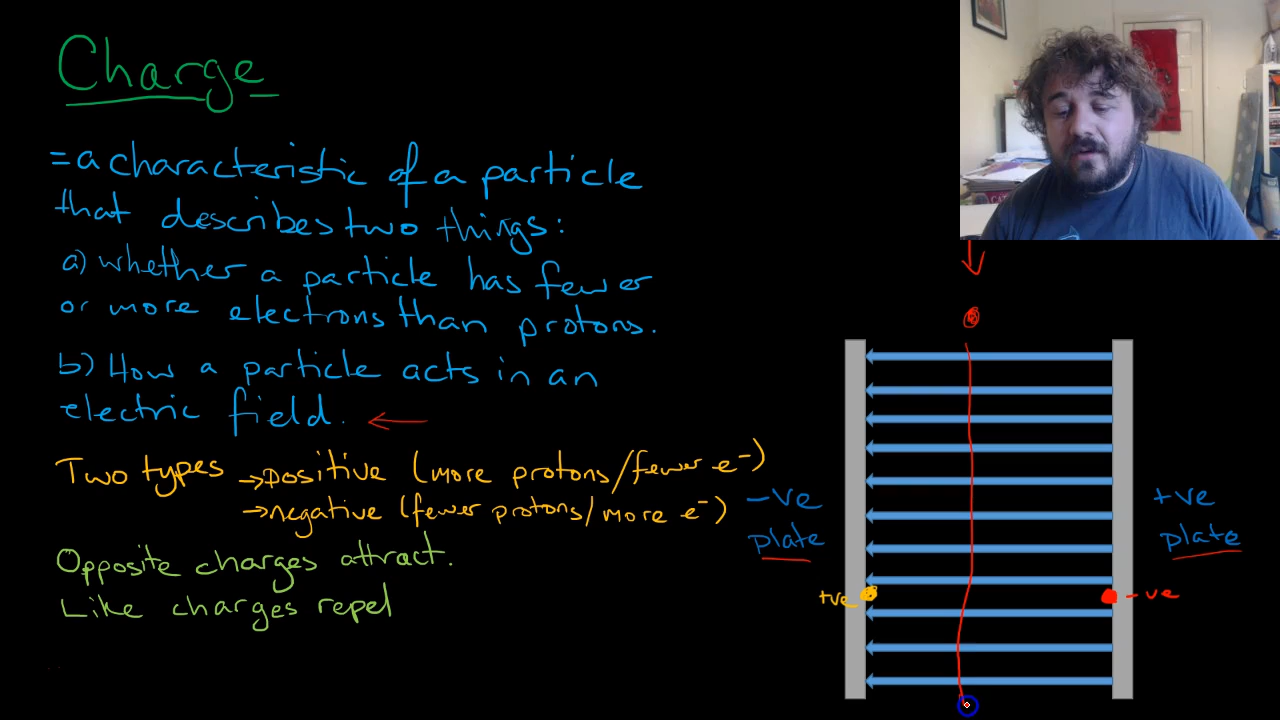 Charge
= a characteristic of a particle
that describes two things:
a) whether a particle has fewer
or more electrons than protons.
b) How a particle acts in an
electric field. ←
Two types → positive (more protons/fewer e⁻)
→ negative (fewer protons/more e⁻)
Opposite charges attract.
Like charges repel
-ve
plate
+ve
plate
+ve
-ve